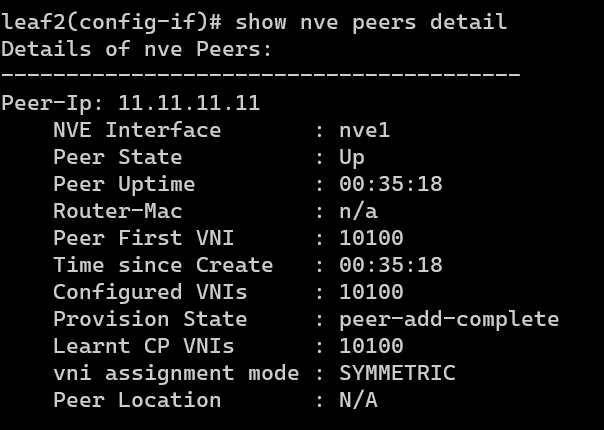 leaf2(config-if)# show nve peers detail
Details of nve Peers:
----------------------------------------
Peer-Ip: 11.11.11.11
    NVE Interface       : nve1
    Peer State          : Up
    Peer Uptime         : 00:35:18
    Router-Mac          : n/a
    Peer First VNI      : 10100
    Time since Create   : 00:35:18
    Configured VNIs     : 10100
    Provision State     : peer-add-complete
    Learnt CP VNIs      : 10100
    vni assignment mode : SYMMETRIC
    Peer Location       : N/A